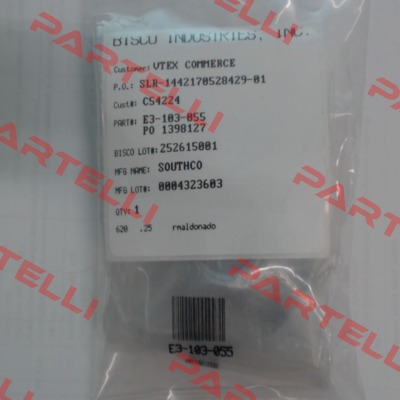 BISCO INDUSTRIES, INC.
Customer: VTEX COMMERCE
P.O.: SLR-1442170528429-01
Cust#: C54224
PART#: E3-103-055
PO 1398127
BISCO LOT#: 252615001
MFG NAME: SOUTHCO
MFG LOT#: 0004323603
QTY: 1
620 .25 rmaldonado
E3-103-055
PARTELLI
PARTELLI
PARTELLI
PARTELLI
PARTELLI